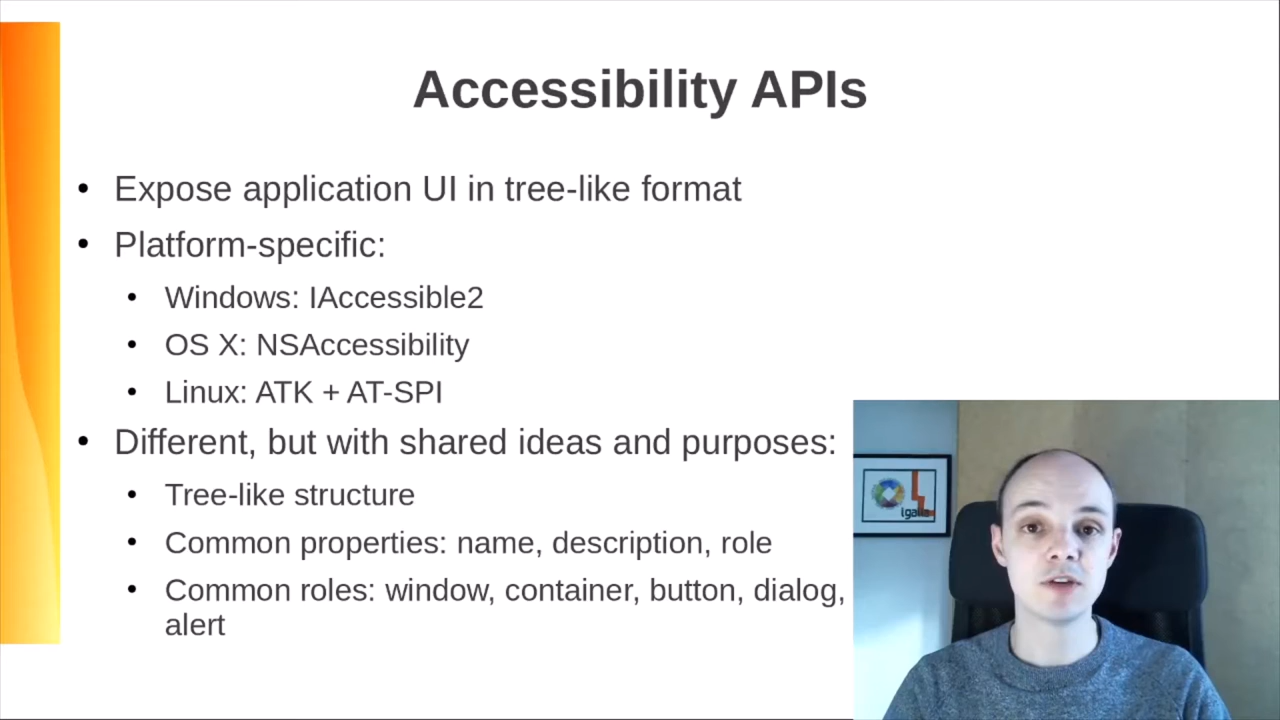 Accessibility APIs
• Expose application UI in tree-like format
• Platform-specific:
• Windows: IAccessible2
• OS X: NSAccessibility
• Linux: ATK + AT-SPI
• Different, but with shared ideas and purposes:
• Tree-like structure
• Common properties: name, description, role
• Common roles: window, container, button, dialog,
alert
Igalia